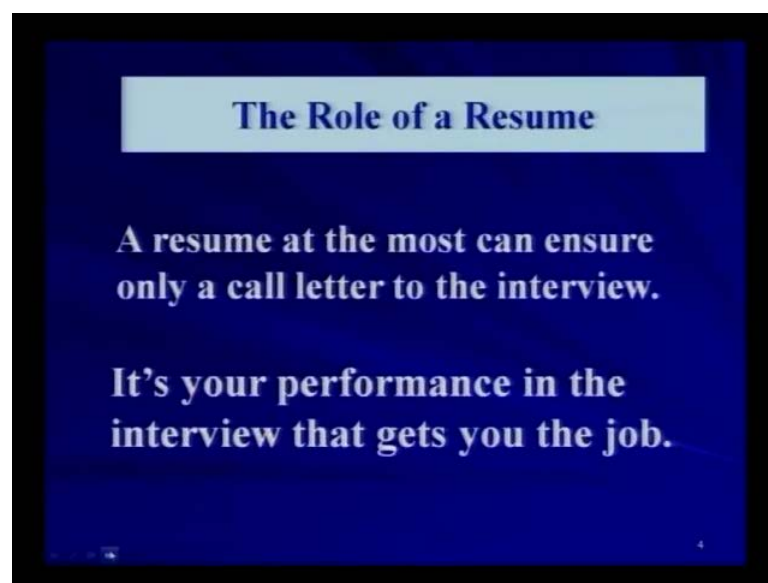 The Role of a Resume
A resume at the most can ensure
only a call letter to the interview.
It's your performance in the
interview that gets you the job.
4